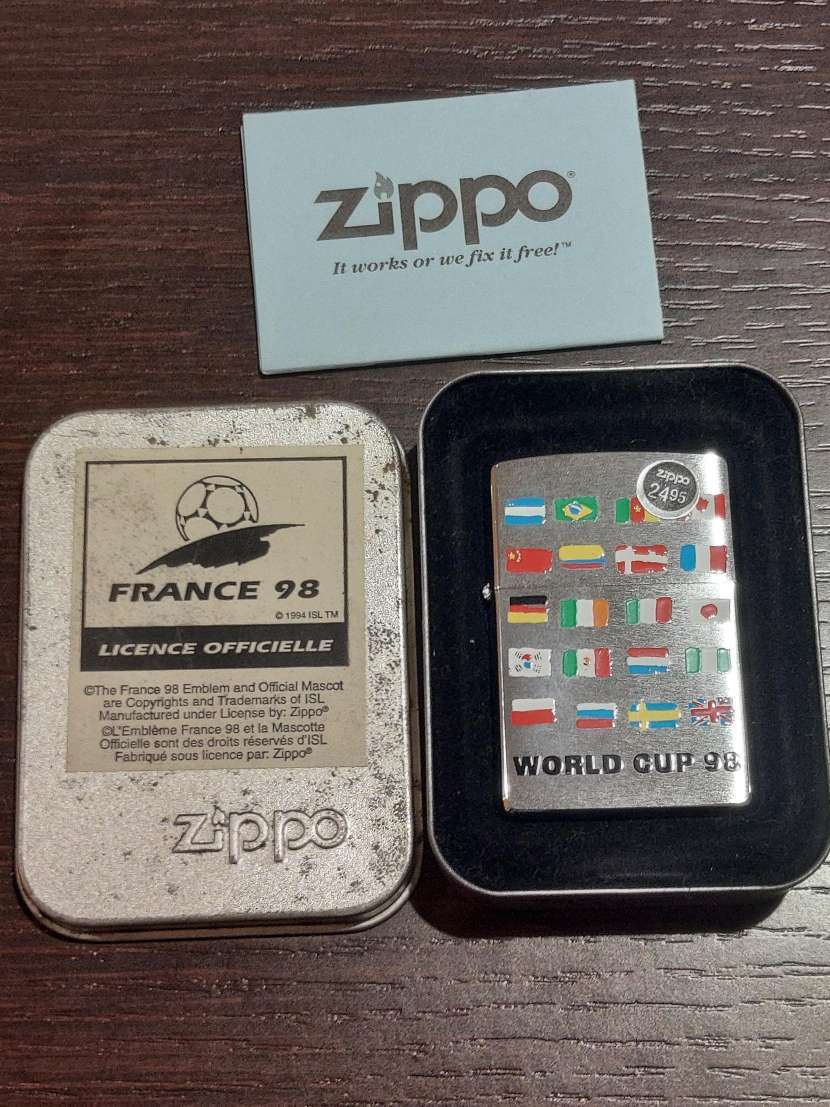 Zippo®
It works or we fix it free!™
FRANCE 98
© 1994 ISL TM
LICENCE OFFICIELLE
©The France 98 Emblem and Official Mascot
are Copyrights and Trademarks of ISL
Manufactured under License by: Zippo®
©L'Emblème France 98 et la Mascotte
Officielle sont des droits réservés d'ISL
Fabriqué sous licence par: Zippo®
Zippo
zippo
2495
WORLD CUP 98